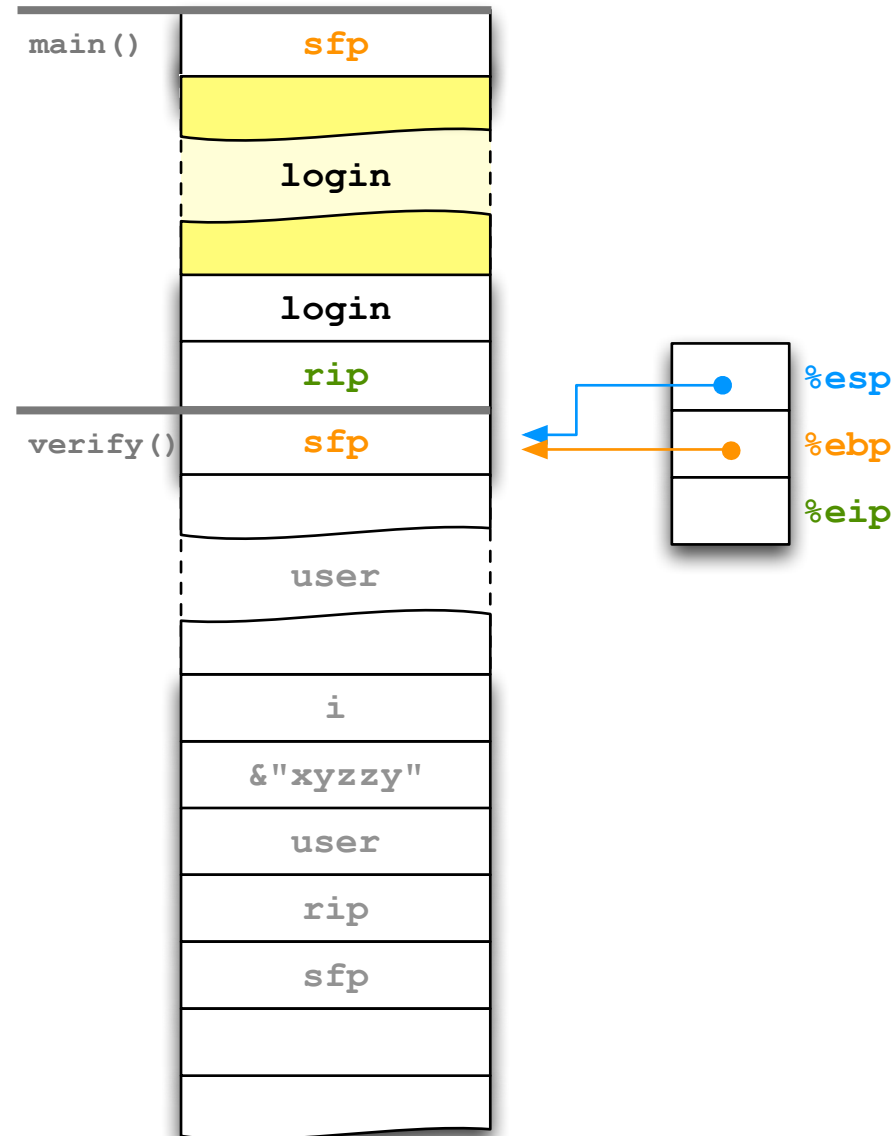 main() sfp
login
login
rip %esp
verify() sfp %ebp
%eip
user
i
&"xyzzy"
user
rip
sfp